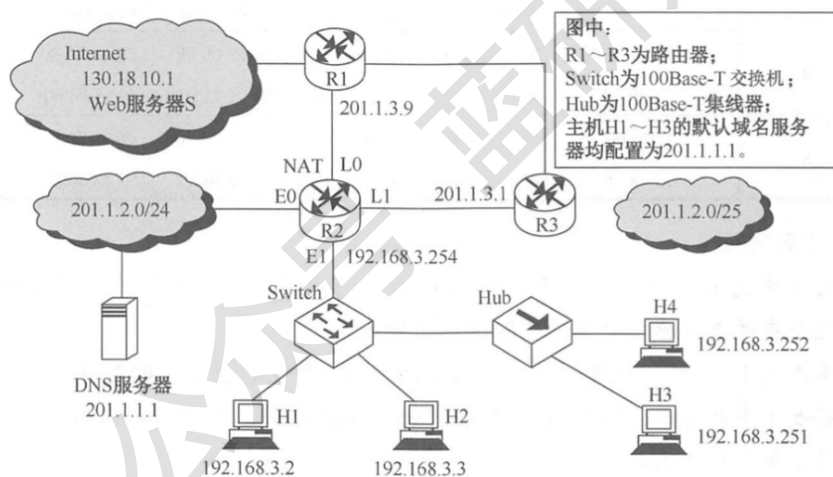 Internet
130.18.10.1
Web服务器S
R1
201.1.3.9
图中:
R1～R3为路由器;
Switch为100Base-T 交换机;
Hub为100Base-T集线器;
主机H1～H3的默认域名服务
器均配置为201.1.1.1。
NAT
L0
201.1.2.0/24
E0
L1
201.1.3.1
R2
R3
201.1.2.0/25
E1
192.168.3.254
Switch
Hub
H4
192.168.3.252
DNS服务器
201.1.1.1
H1
H2
H3
192.168.3.251
192.168.3.2
192.168.3.3
公众号 蓝研